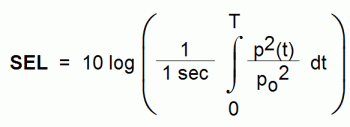 SEL = 10 log ( 1 / 1 sec ∫₀ᵀ p²(t) / pₒ² dt )